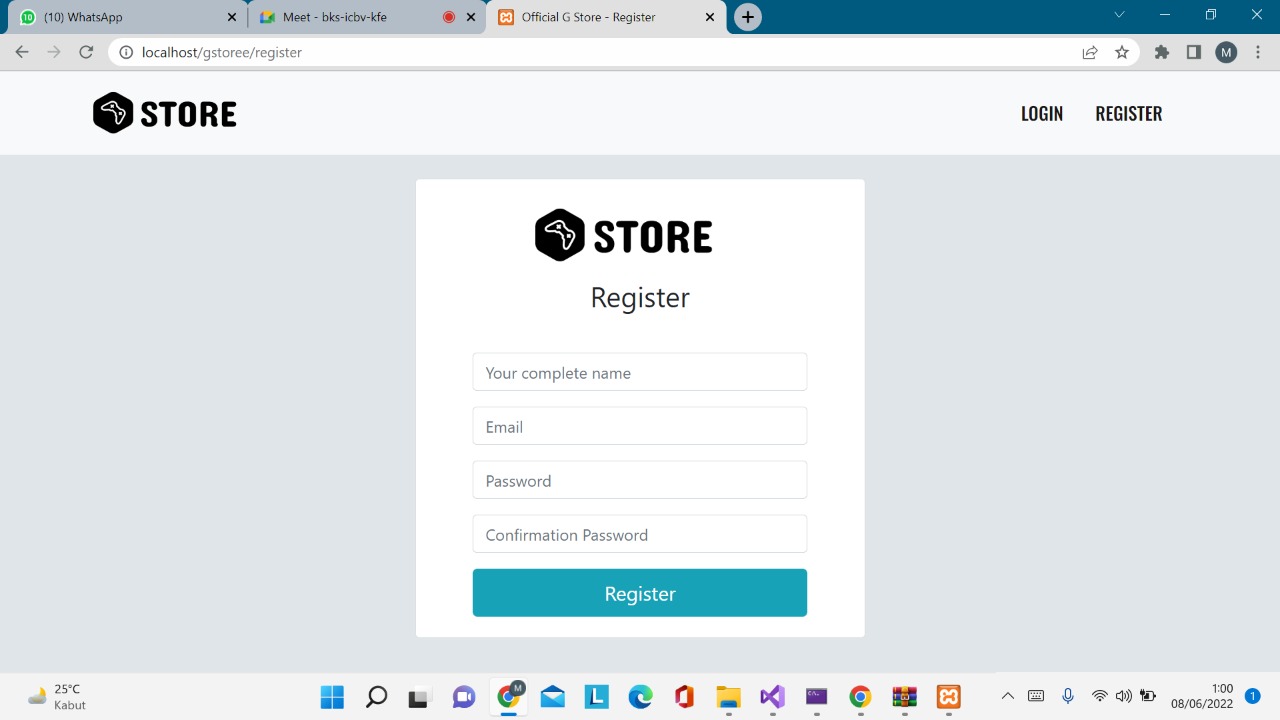 (10) WhatsApp
Meet - bks-icbv-kfe
Official G Store - Register
localhost/gstoree/register
M
STORE
LOGIN
REGISTER
STORE
Register
Your complete name
Email
Password
Confirmation Password
Register
25°C
Kabut
M
L
1:00
08/06/2022
1